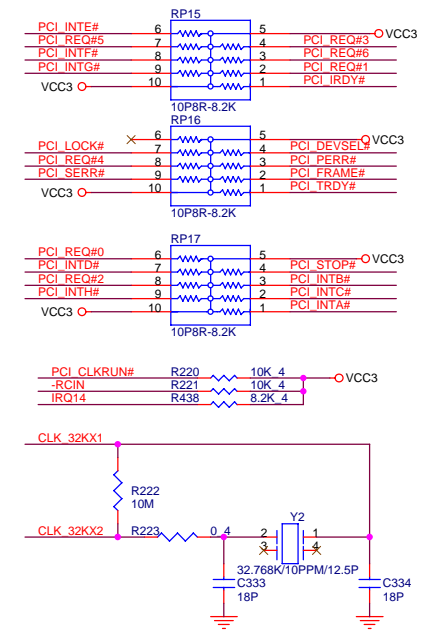 RP15
PCI_INTE# 6 5 VCC3
PCI_REQ#5 7 4 PCI_REQ#3
PCI_INTF# 8 3 PCI_REQ#6
PCI_INTG# 9 2 PCI_REQ#1
VCC3 10 1 PCI_IRDY#
10P8R-8.2K
RP16
6 5 VCC3
PCI_LOCK# 7 4 PCI_DEVSEL#
PCI_REQ#4 8 3 PCI_PERR#
PCI_SERR# 9 2 PCI_FRAME#
VCC3 10 1 PCI_TRDY#
10P8R-8.2K
RP17
PCI_REQ#0 6 5 VCC3
PCI_INTD# 7 4 PCI_STOP#
PCI_REQ#2 8 3 PCI_INTB#
PCI_INTH# 9 2 PCI_INTC#
VCC3 10 1 PCI_INTA#
10P8R-8.2K
PCI_CLKRUN# R220 10K_4 VCC3
-RCIN R221 10K_4
IRQ14 R438 8.2K_4
CLK_32KX1
R222
10M
CLK_32KX2 R223 0_4
Y2
2 1
3 4
32.768K/10PPM/12.5P
C333 C334
18P 18P